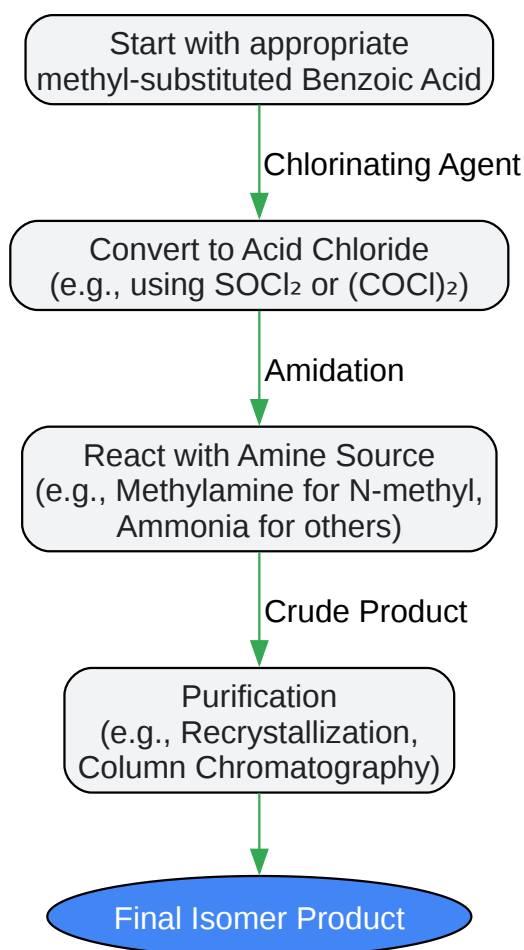 Start with appropriate
methyl-substituted Benzoic Acid
Chlorinating Agent
Convert to Acid Chloride
(e.g., using SOCl₂ or (COCl)₂)
Amidation
React with Amine Source
(e.g., Methylamine for N-methyl,
Ammonia for others)
Crude Product
Purification
(e.g., Recrystallization,
Column Chromatography)
Final Isomer Product